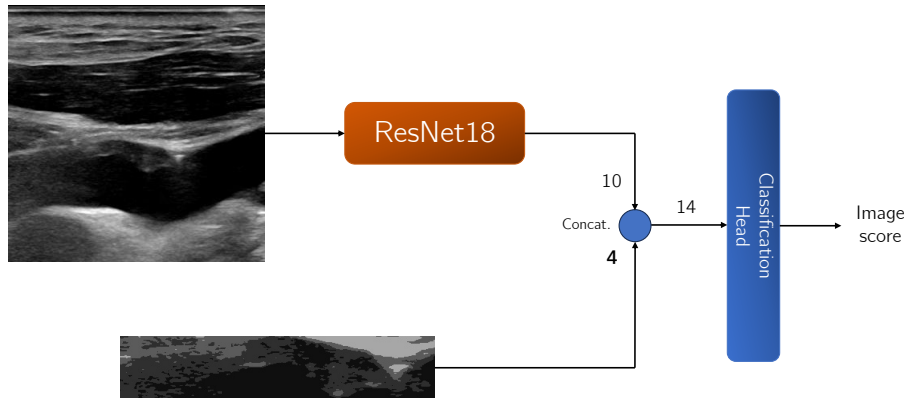 ResNet18
10
Concat.
14
4
Classification
Head
Image
score